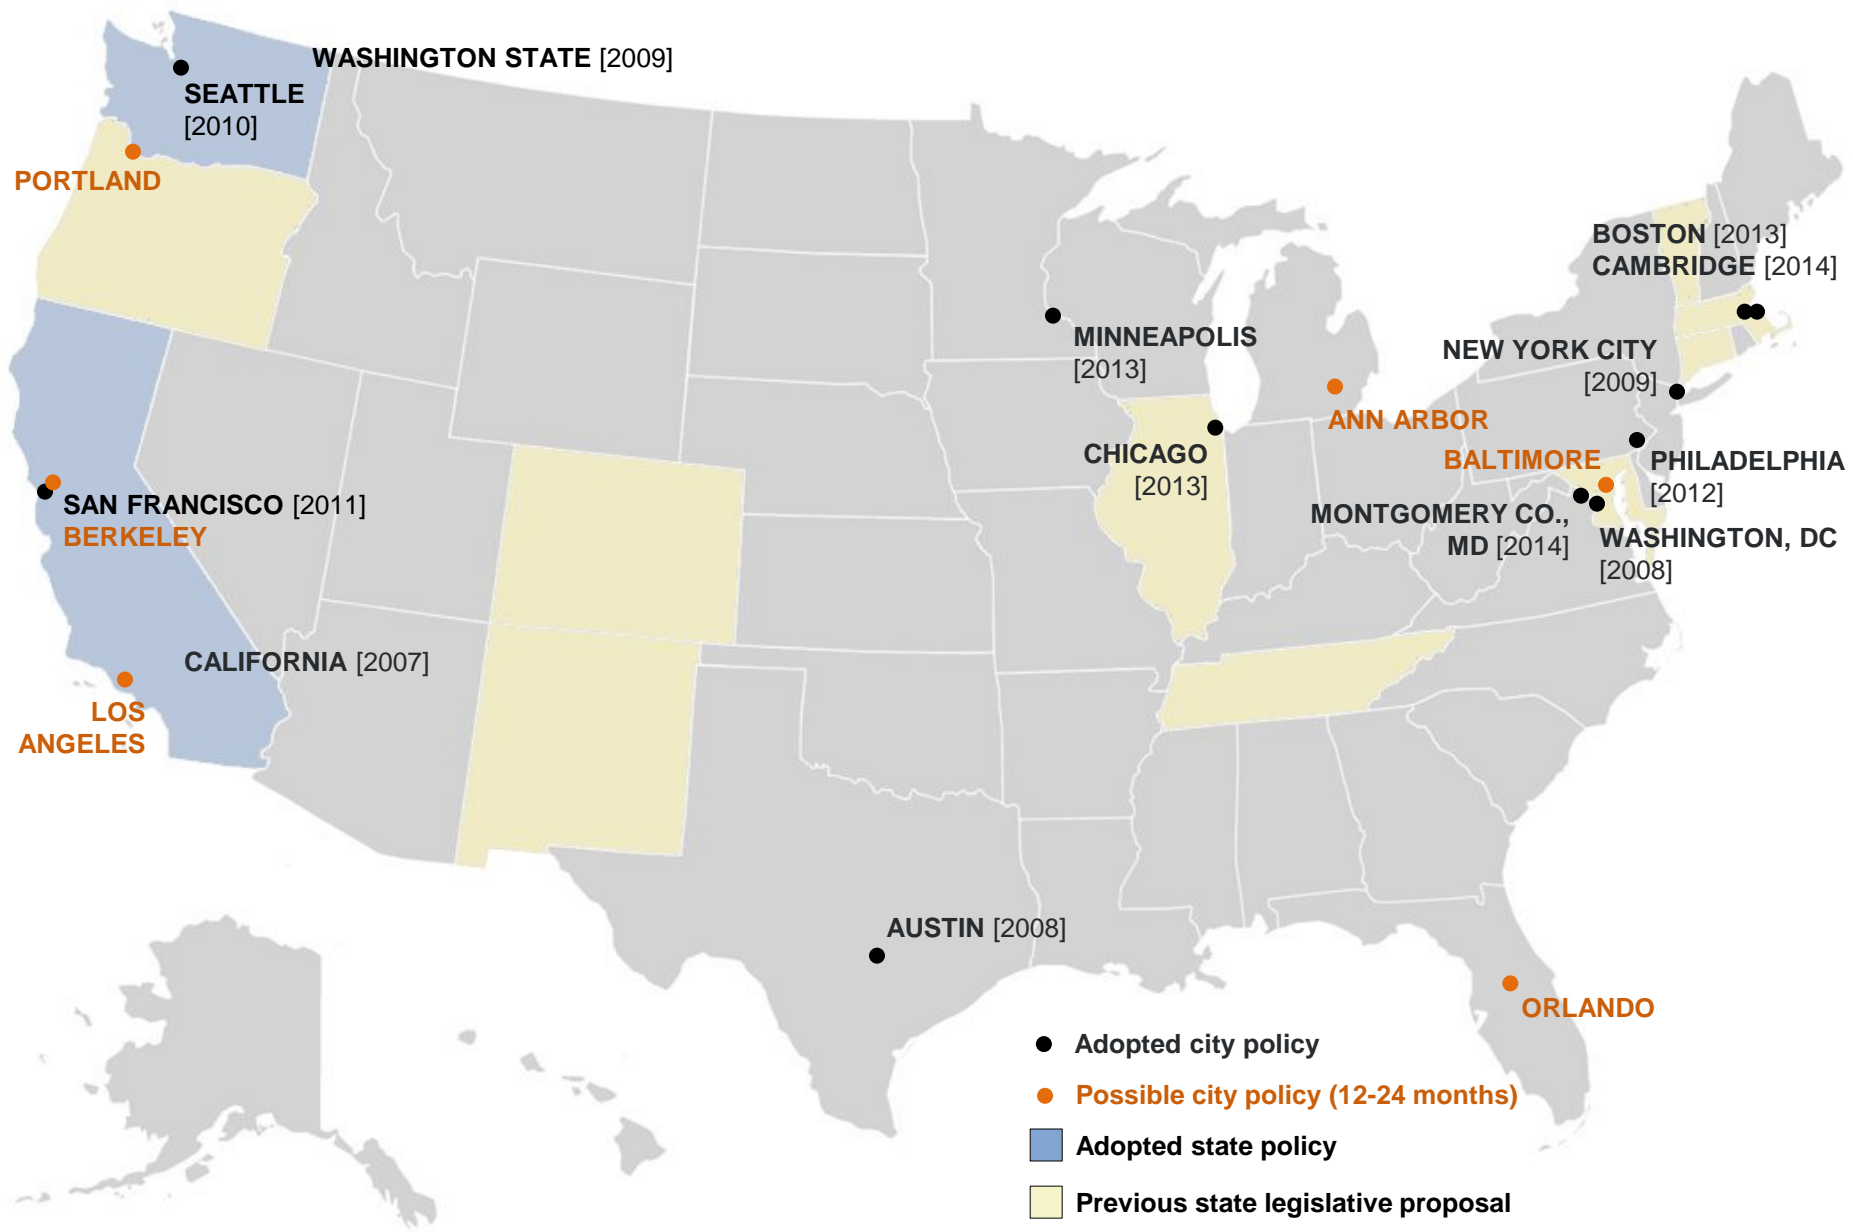 WASHINGTON STATE [2009]
SEATTLE
[2010]
PORTLAND
BOSTON [2013]
CAMBRIDGE [2014]
MINNEAPOLIS
[2013]
NEW YORK CITY
[2009]
ANN ARBOR
CHICAGO
[2013]
BALTIMORE
PHILADELPHIA
[2012]
SAN FRANCISCO [2011]
BERKELEY
MONTGOMERY CO.,
MD [2014]
WASHINGTON, DC
[2008]
CALIFORNIA [2007]
LOS
ANGELES
AUSTIN [2008]
ORLANDO
Adopted city policy
Possible city policy (12-24 months)
Adopted state policy
Previous state legislative proposal